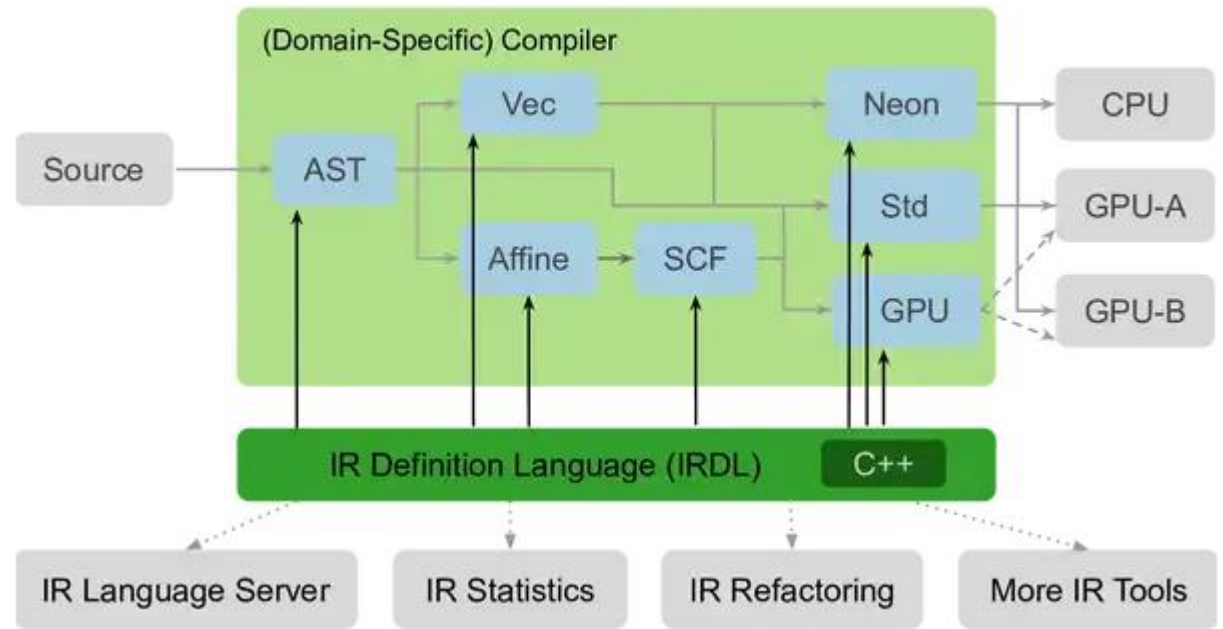 (Domain-Specific) Compiler
Vec
Neon
CPU
Source
AST
Std
GPU-A
Affine
SCF
GPU
GPU-B
IR Definition Language (IRDL)
C++
IR Language Server
IR Statistics
IR Refactoring
More IR Tools